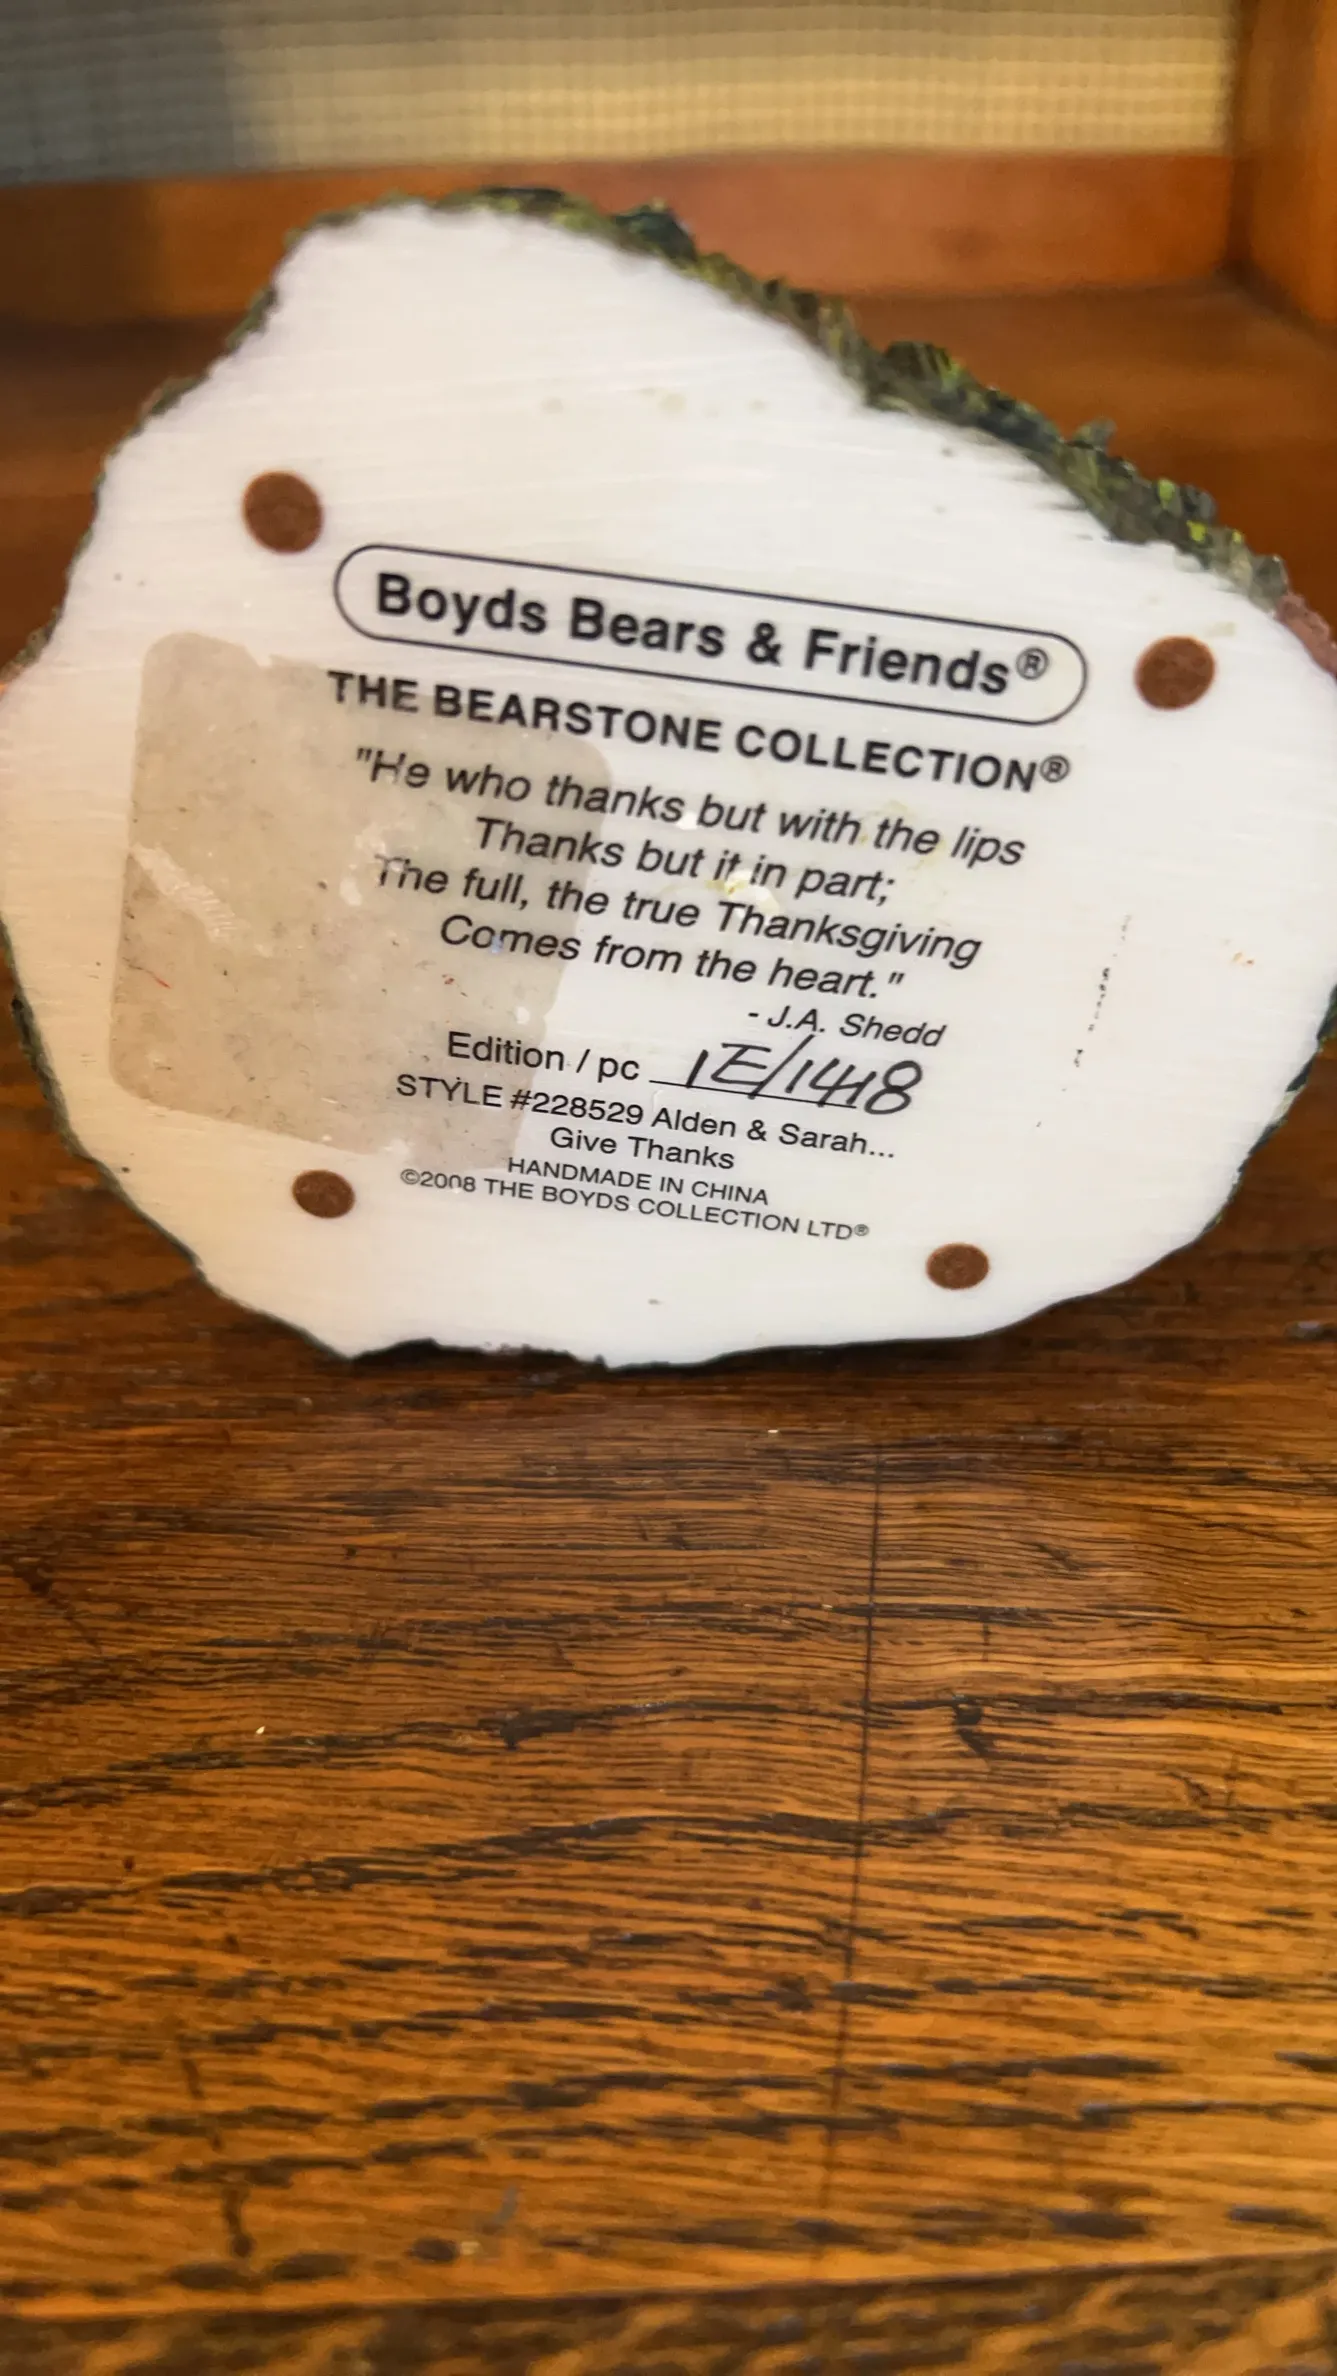 Boyds Bears & Friends®
THE BEARSTONE COLLECTION®
"He who thanks but with the lips
Thanks but it in part;
The full, the true Thanksgiving
Comes from the heart."
- J.A. Shedd
Edition / pc 1E/1448
STYLE #228529 Alden & Sarah...
Give Thanks
HANDMADE IN CHINA
©2008 THE BOYDS COLLECTION LTD®